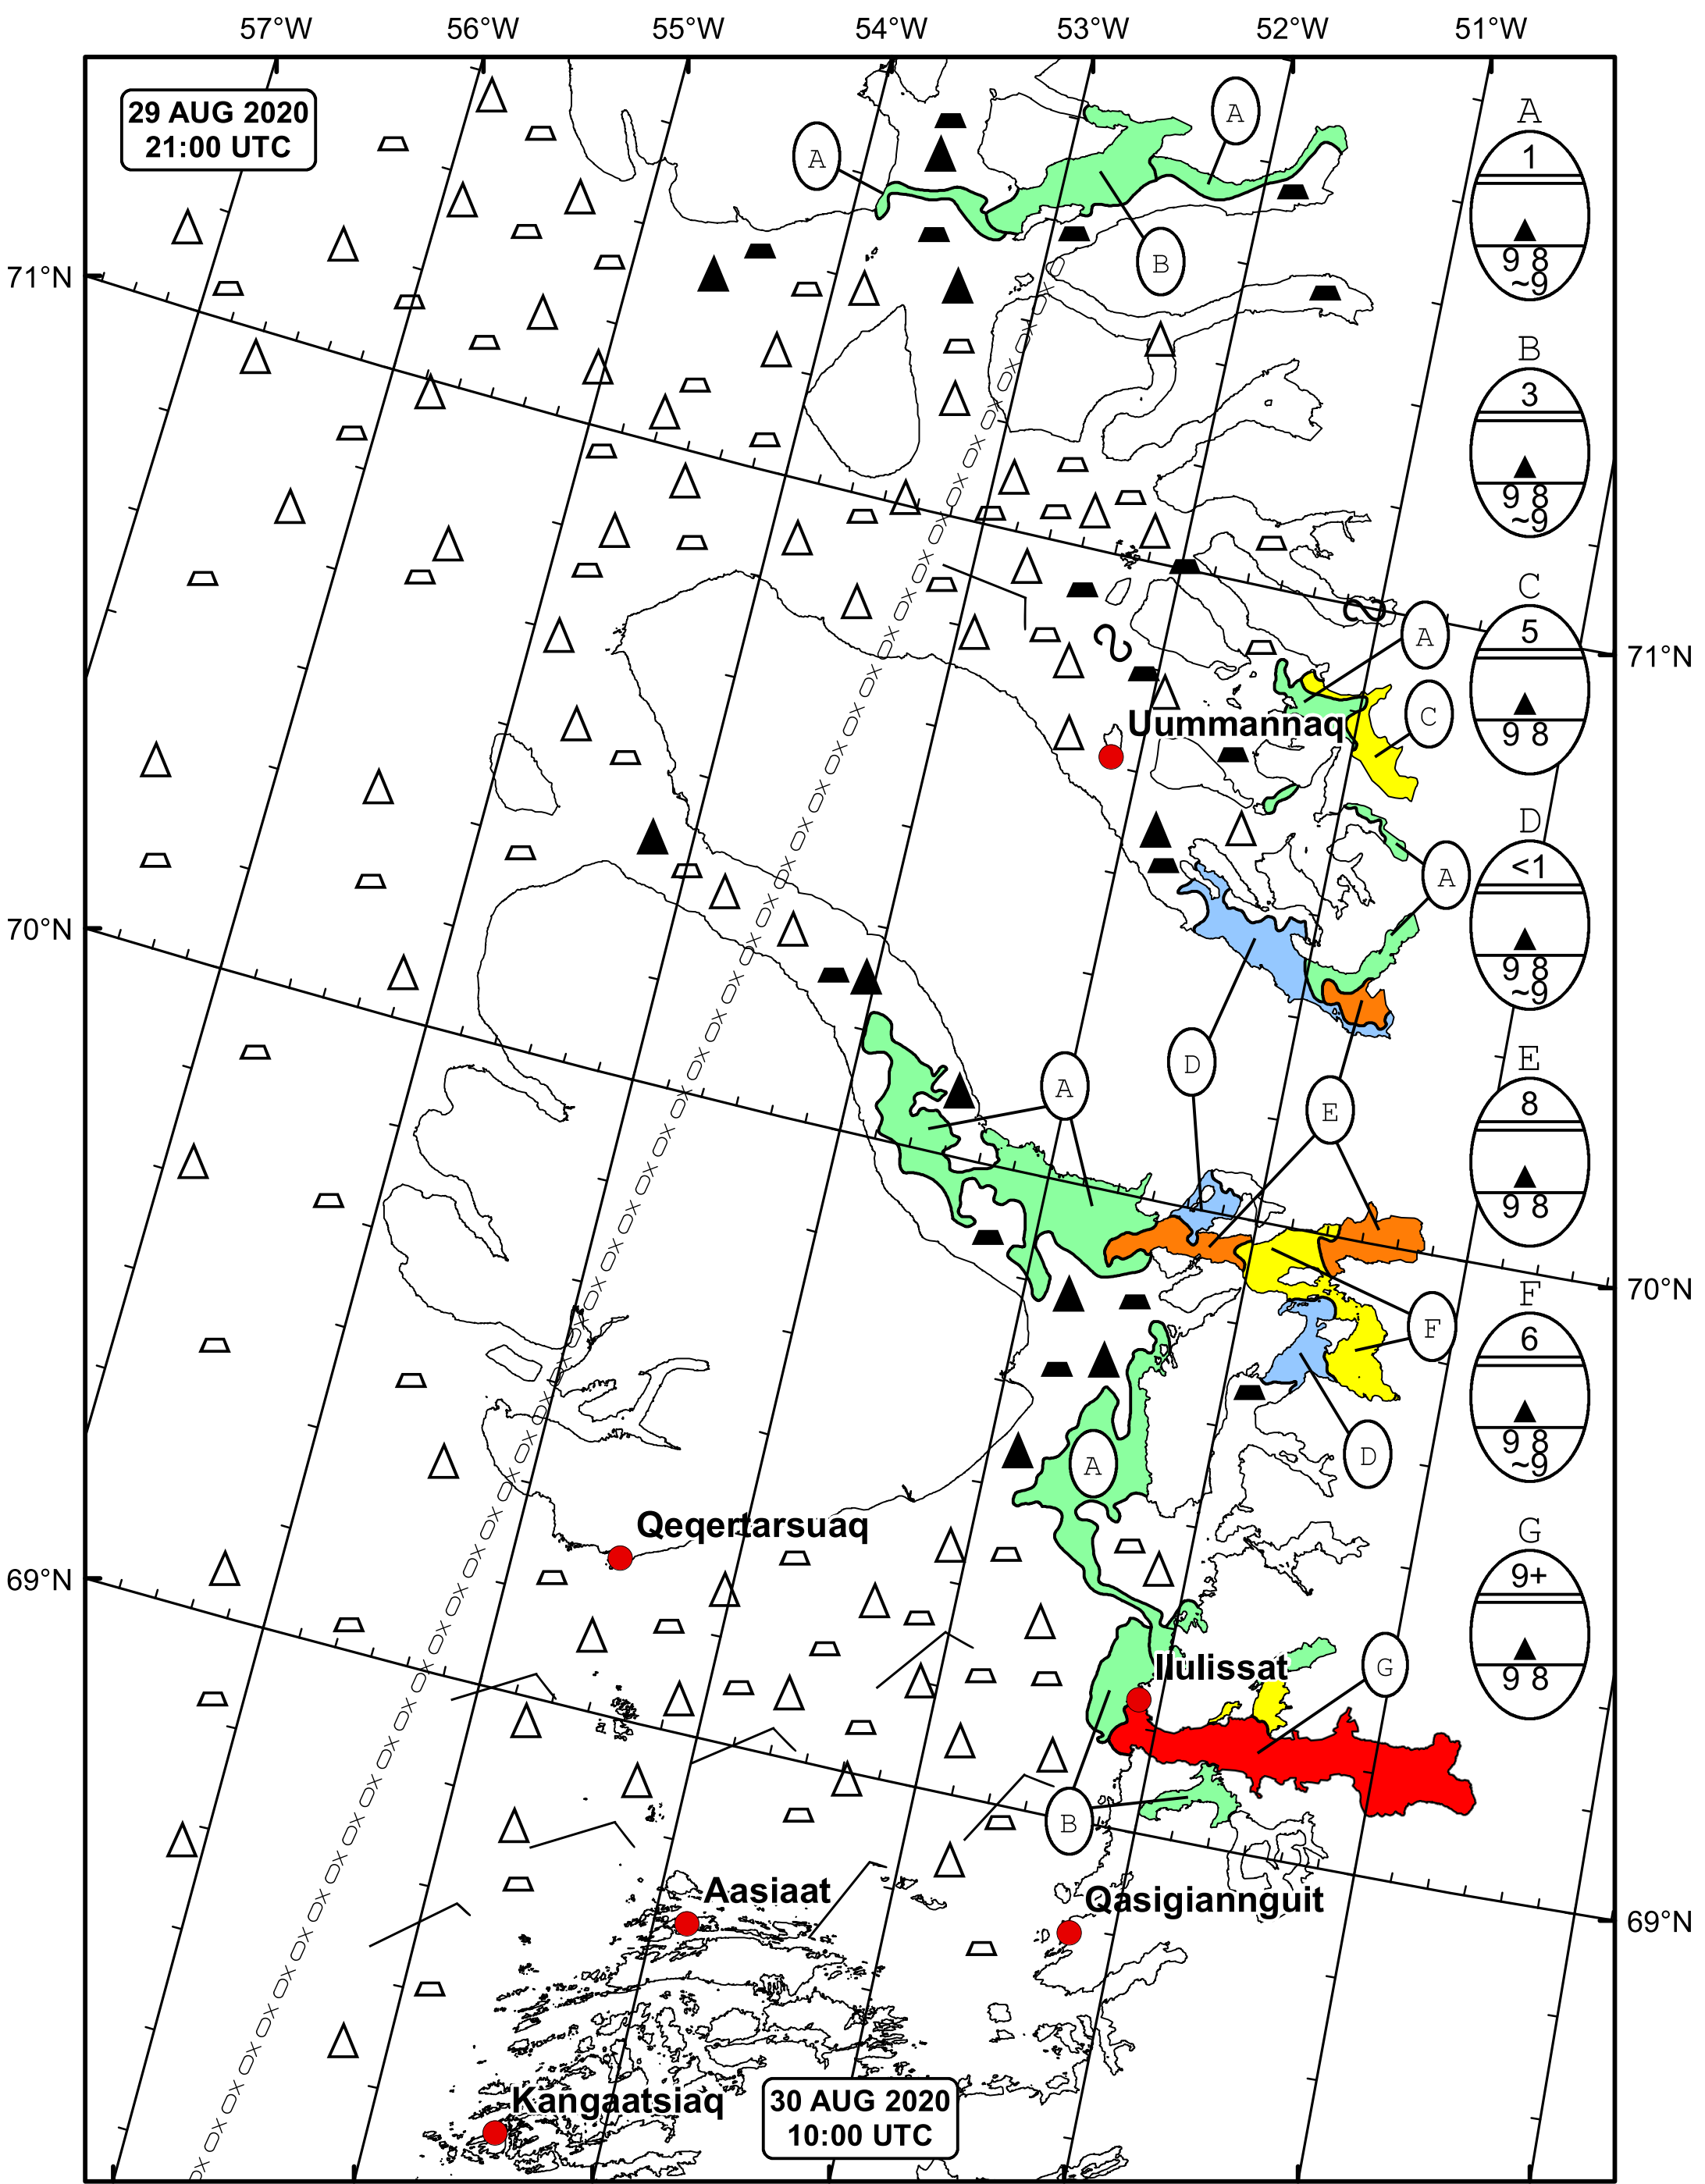 57°W 56°W 55°W 54°W 53°W 52°W 51°W
29 AUG 2020
21:00 UTC
A
A
B
71°N
A
1
9 8
~9
B
3
9 8
~9
C
5
9 8
A
71°N
C
Uummannaq
D
<1
9 8
~9
A
70°N
D
A
E
E
8
9 8
70°N
F
F
6
9 8
~9
D
A
Qeqertarsuaq
69°N
G
9+
9 8
Ilulissat
G
B
Aasiaat
Qasigiannguit
69°N
Kangaatsiaq
30 AUG 2020
10:00 UTC